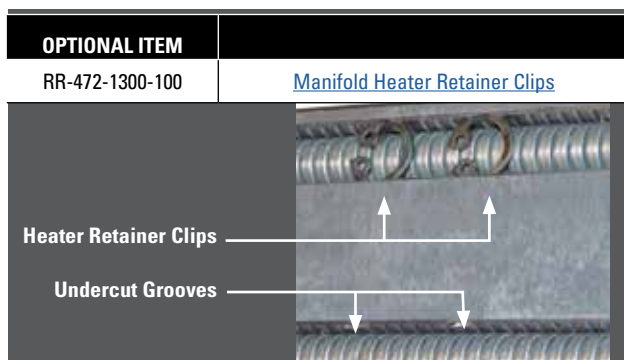 OPTIONAL ITEM
RR-472-1300-100 Manifold Heater Retainer Clips
Heater Retainer Clips
Undercut Grooves